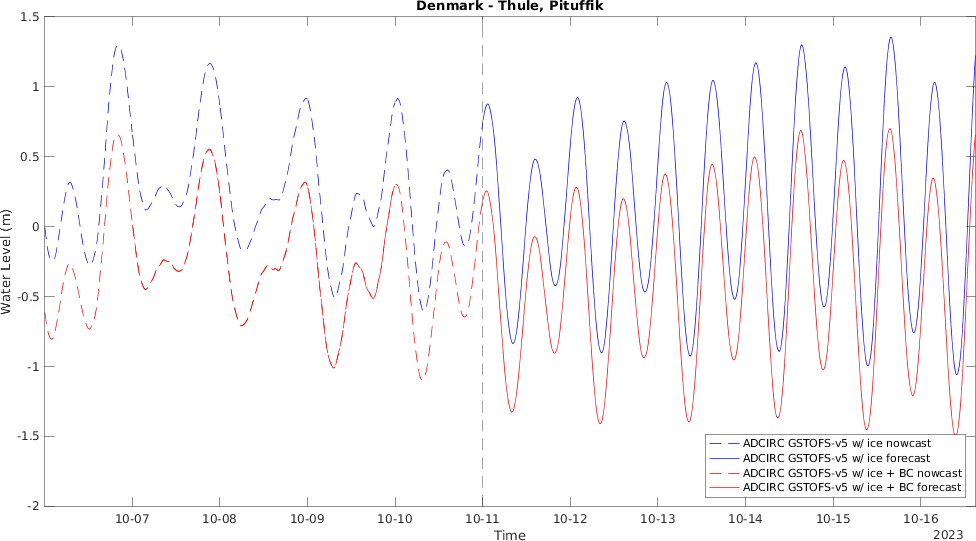 Denmark - Thule, Pituffik
1.5
1
0.5
0
-0.5
-1
-1.5
-2
Water Level (m)
ADCIRC GSTOFS-v5 w/ ice nowcast
ADCIRC GSTOFS-v5 w/ ice forecast
ADCIRC GSTOFS-v5 w/ ice + BC nowcast
ADCIRC GSTOFS-v5 w/ ice + BC forecast
10-07 10-08 10-09 10-10 10-11 10-12 10-13 10-14 10-15 10-16
Time
2023